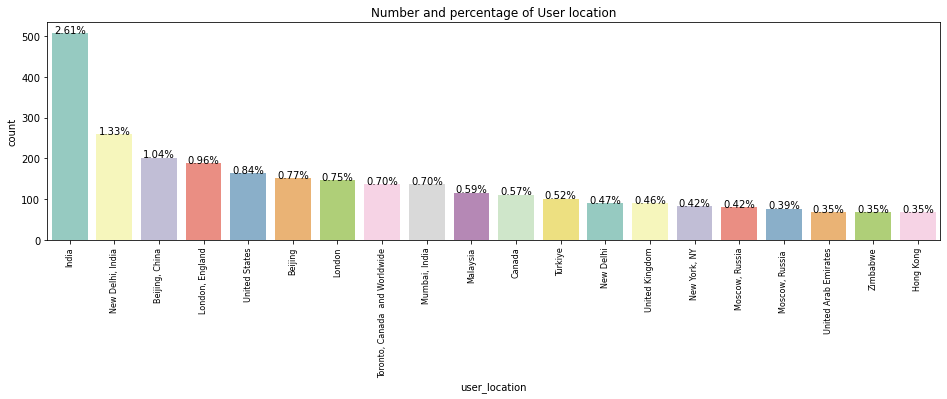 Number and percentage of User location
count
500
400
300
200
100
0
2.61%
1.33%
1.04%
0.96%
0.84%
0.77%
0.75%
0.70%
0.70%
0.59%
0.57%
0.52%
0.47%
0.46%
0.42%
0.42%
0.39%
0.35%
0.35%
0.35%
India
New Delhi, India
Beijing, China
London, England
United States
Beijing
London
Toronto, Canada  and Worldwide
Mumbai, India
Malaysia
Canada
Türkiye
New Delhi
United Kingdom
New York, NY
Moscow, Russia
Moscow, Russia
United Arab Emirates
Zimbabwe
Hong Kong
user_location